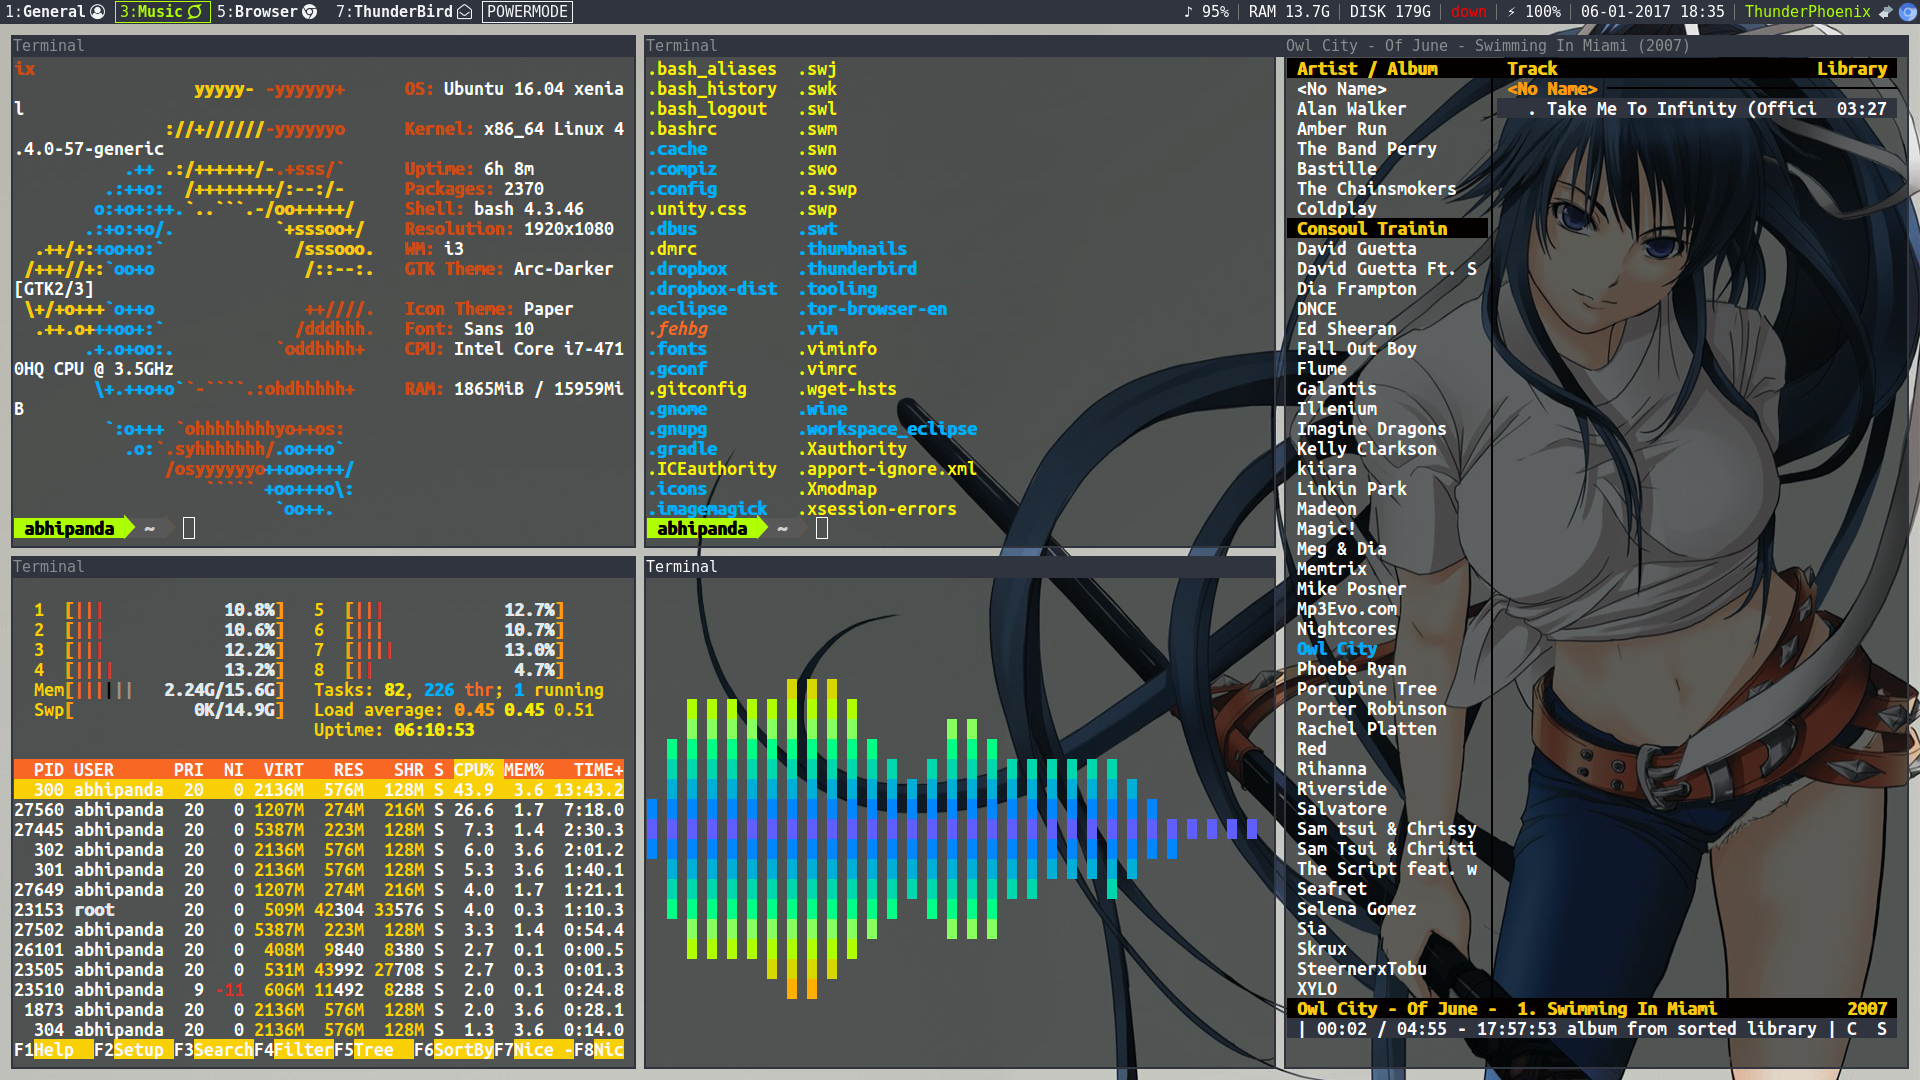 1:General 3:Music 5:Browser 7:ThunderBird POWERMODE ♪ 95% | RAM 13.7G | DISK 179G | down | ⚡ 100% | 06-01-2017 18:35 | ThunderPhoenix
Terminal
ix
yyyyy- -yyyyyy+ OS: Ubuntu 16.04 xenia
l
://+//////-yyyyyyo Kernel: x86_64 Linux 4
.4.0-57-generic
.++ .:/++++++/-.+sss/` Uptime: 6h 8m
.:++o: /++++++++/:--:/- Packages: 2370
o:+o+:++.`..```.-/oo+++++/ Shell: bash 4.3.46
.:+o:+o/. `+sssoo+/ Resolution: 1920x1080
.++/+:+oo+o:` /sssooo. WM: i3
/+++//+:`oo+o /::--:. GTK Theme: Arc-Darker
[GTK2/3]
\+/+o+++`o++o ++////. Icon Theme: Paper
.++.o+++oo+:` /dddhhh. Font: Sans 10
.+.o+oo:. `oddhhhh+ CPU: Intel Core i7-471
0HQ CPU @ 3.5GHz
\+.++o+o``-````.:ohdhhhhh+ RAM: 1865MiB / 15959Mi
B
`:o+++ `ohhhhhhhhyo++os:
.o:`.syhhhhhhh/.oo++o`
/osyyyyyyo++ooo+++/
````` +oo+++o\:
`oo++.
abhipanda ~
Terminal
.bash_aliases .swj
.bash_history .swk
.bash_logout .swl
.bashrc .swm
.cache .swn
.compiz .swo
.config .a.swp
.unity.css .swp
.dbus .swt
.dmrc .thumbnails
.dropbox .thunderbird
.dropbox-dist .tooling
.eclipse .tor-browser-en
.fehbg .vim
.fonts .viminfo
.gconf .vimrc
.gitconfig .wget-hsts
.gnome .wine
.gnupg .workspace_eclipse
.gradle .Xauthority
.ICEauthority .apport-ignore.xml
.icons .Xmodmap
.imagemagick .xsession-errors
abhipanda ~
Terminal
1 [||| 10.8%] 5 [||| 12.7%]
2 [||| 10.6%] 6 [||| 10.7%]
3 [||| 12.2%] 7 [|||| 13.0%]
4 [|||| 13.2%] 8 [|| 4.7%]
Mem[|||||| 2.24G/15.6G] Tasks: 82, 226 thr; 1 running
Swp[ 0K/14.9G] Load average: 0.45 0.45 0.51
Uptime: 06:10:53
PID USER PRI NI VIRT RES SHR S CPU% MEM% TIME+
300 abhipanda 20 0 2136M 576M 128M S 43.9 3.6 13:43.2
27560 abhipanda 20 0 1207M 274M 216M S 26.6 1.7 7:18.0
27445 abhipanda 20 0 5387M 223M 128M S 7.3 1.4 2:30.3
302 abhipanda 20 0 2136M 576M 128M S 6.0 3.6 2:01.2
301 abhipanda 20 0 2136M 576M 128M S 5.3 3.6 1:40.1
27649 abhipanda 20 0 1207M 274M 216M S 4.0 1.7 1:21.1
23153 root 20 0 509M 42304 33576 S 4.0 0.3 1:10.3
27502 abhipanda 20 0 5387M 223M 128M S 3.3 1.4 0:54.4
26101 abhipanda 20 0 408M 9840 8380 S 2.7 0.1 0:00.5
23505 abhipanda 20 0 531M 43992 27708 S 2.7 0.3 0:01.3
23510 abhipanda 9 -11 606M 11492 8288 S 2.0 0.1 0:24.8
1873 abhipanda 20 0 2136M 576M 128M S 2.0 3.6 0:28.1
304 abhipanda 20 0 2136M 576M 128M S 1.3 3.6 0:14.0
F1Help F2Setup F3SearchF4FilterF5Tree F6SortByF7Nice -F8Nic
Terminal
Owl City - Of June - Swimming In Miami (2007)
Artist / Album Track Library
<No Name> <No Name>
Alan Walker . Take Me To Infinity (Offici 03:27
Amber Run
The Band Perry
Bastille
The Chainsmokers
Coldplay
Consoul Trainin
David Guetta
David Guetta Ft. S
Dia Frampton
DNCE
Ed Sheeran
Fall Out Boy
Flume
Galantis
Illenium
Imagine Dragons
Kelly Clarkson
kiiara
Linkin Park
Madeon
Magic!
Meg & Dia
Memtrix
Mike Posner
Mp3Evo.com
Nightcores
Owl City
Phoebe Ryan
Porcupine Tree
Porter Robinson
Rachel Platten
Red
Rihanna
Riverside
Salvatore
Sam tsui & Chrissy
Sam Tsui & Christi
The Script feat. w
Seafret
Selena Gomez
Sia
Skrux
SteernerxTobu
XYLO
Owl City - Of June - 1. Swimming In Miami 2007
| 00:02 / 04:55 - 17:57:53 album from sorted library | C S